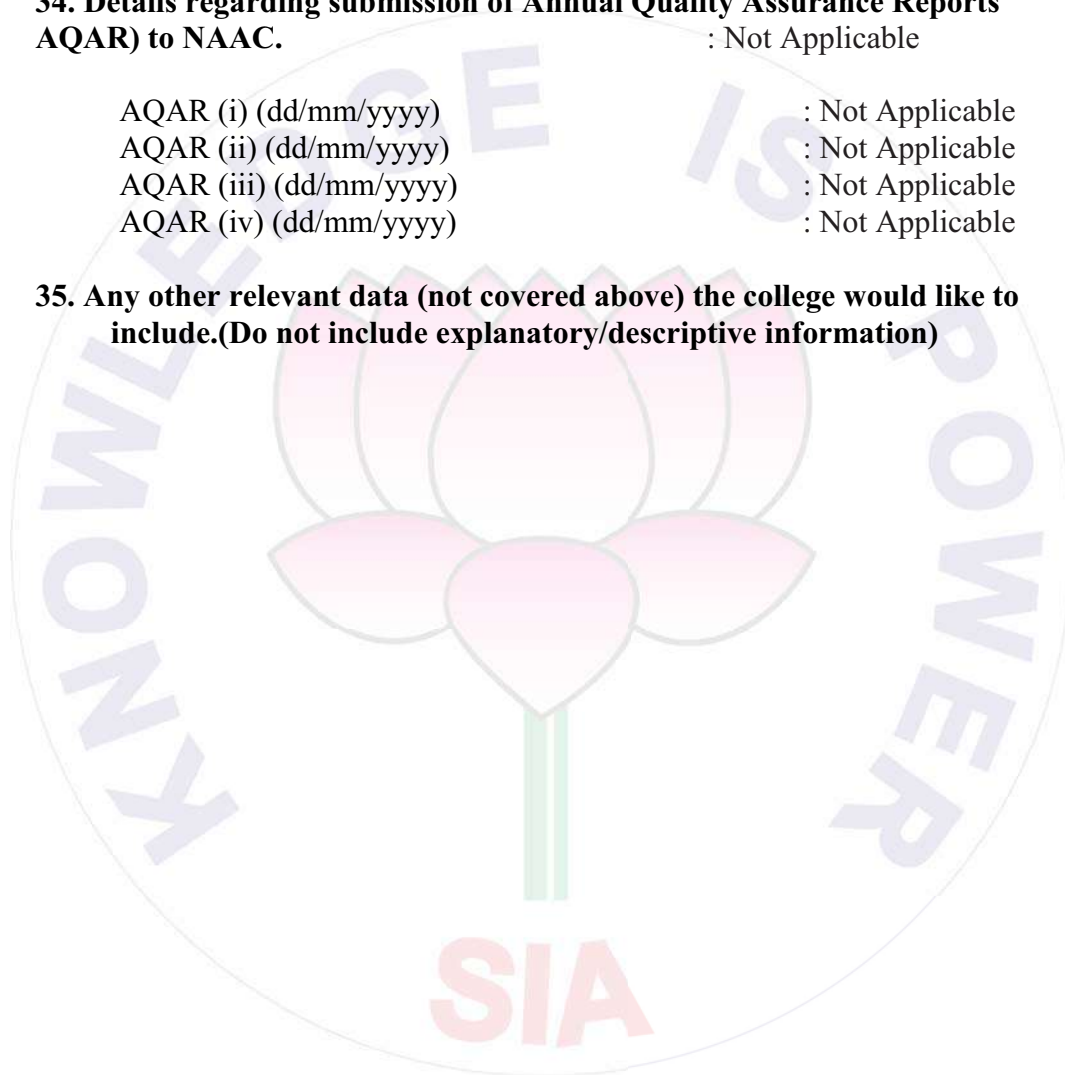 34. Details regarding submission of Annual Quality Assurance Reports
AQAR) to NAAC. : Not Applicable
AQAR (i) (dd/mm/yyyy) : Not Applicable
AQAR (ii) (dd/mm/yyyy) : Not Applicable
AQAR (iii) (dd/mm/yyyy) : Not Applicable
AQAR (iv) (dd/mm/yyyy) : Not Applicable
35. Any other relevant data (not covered above) the college would like to
include.(Do not include explanatory/descriptive information)
KNOWLEDGE IS POWER
SIA